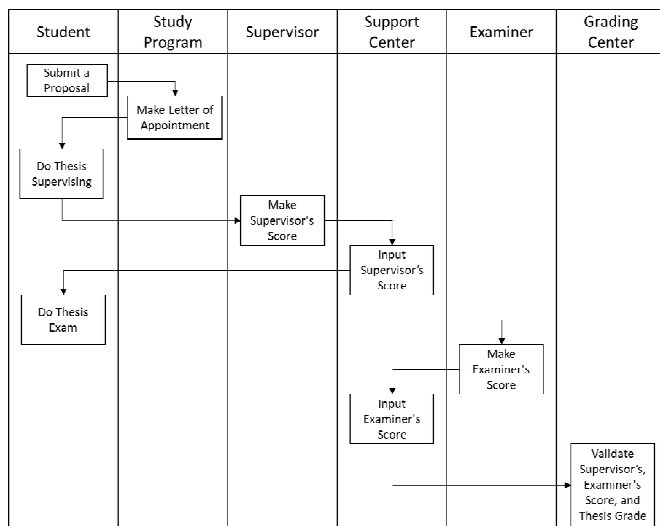 Student
Study
Program
Supervisor
Support
Center
Examiner
Grading
Center
Submit a
Proposal
Make Letter of
Appointment
Do Thesis
Supervising
Make
Supervisor's
Score
Input
Supervisor's
Score
Do Thesis
Exam
Make
Examiner's
Score
Input
Examiner's
Score
Validate
Supervisor's,
Examiner's
Score, and
Thesis Grade